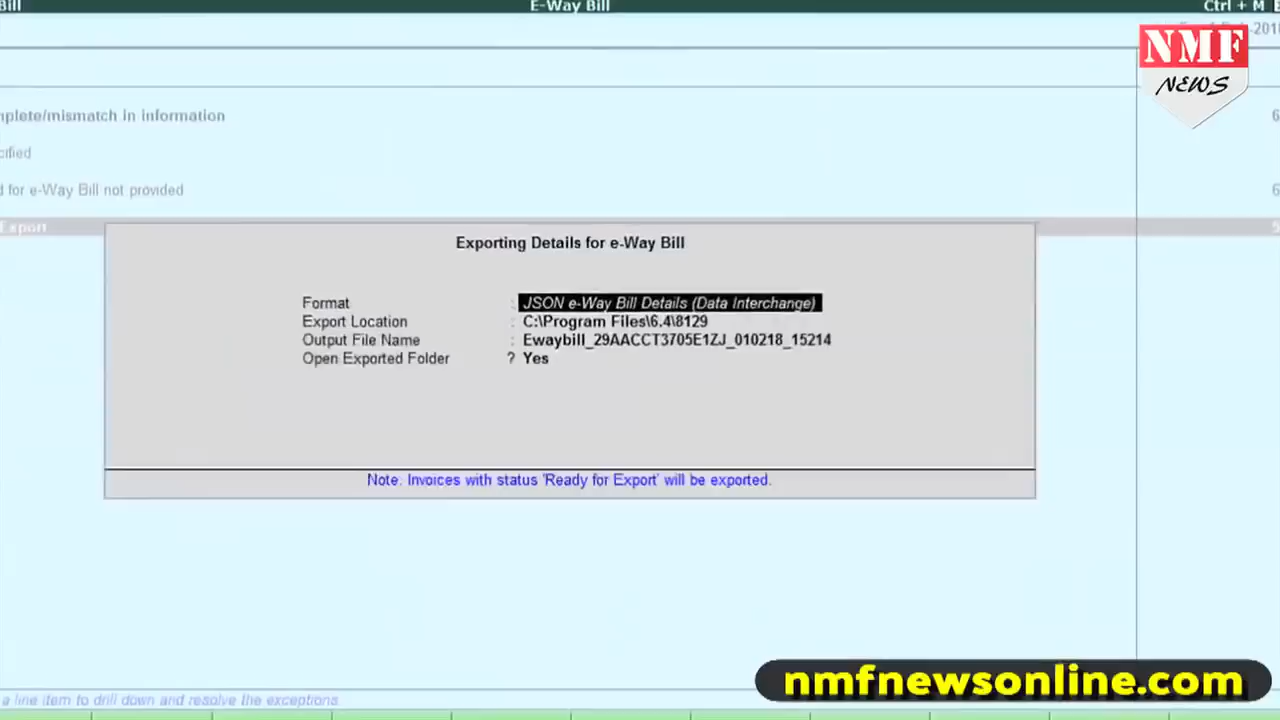 Bill E-Way Bill Ctrl + M
-2018
NMF
NEWS
mplete/mismatch in information
cified
d for e-Way Bill not provided
Export
Exporting Details for e-Way Bill
Format : JSON e-Way Bill Details (Data Interchange)
Export Location : C:\Program Files\6.4\8129
Output File Name : Ewaybill_29AACCT3705E1ZJ_010218_15214
Open Exported Folder ? Yes
Note: Invoices with status 'Ready for Export' will be exported.
a line item to drill down and resolve the exceptions
nmfnewsonline.com